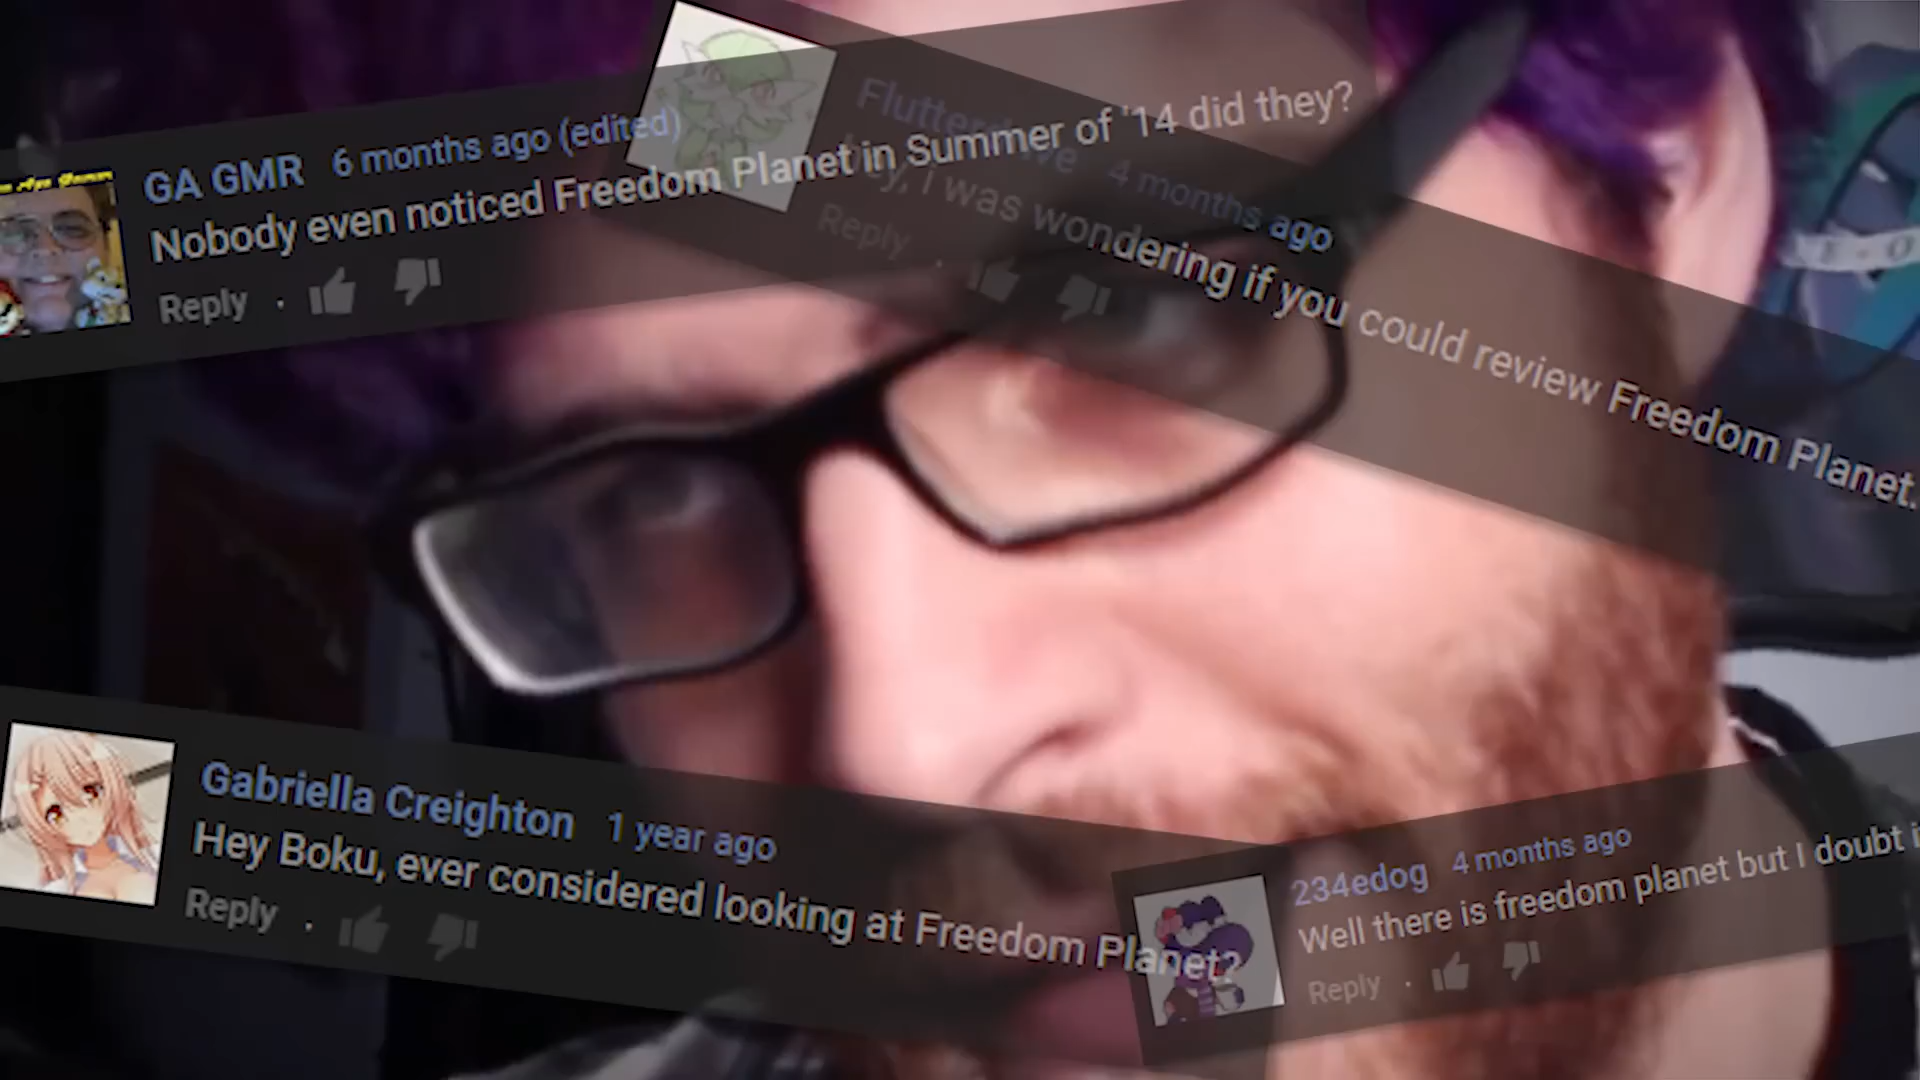 GA GMR 6 months ago (edited)
Nobody even noticed Freedom Planet in Summer of '14 did they?
Reply
4 months ago
I was wondering if you could review Freedom Planet.
Reply
Gabriella Creighton 1 year ago
Hey Boku, ever considered looking at Freedom Planet?
Reply
234edog 4 months ago
Well there is freedom planet but I doubt
Reply